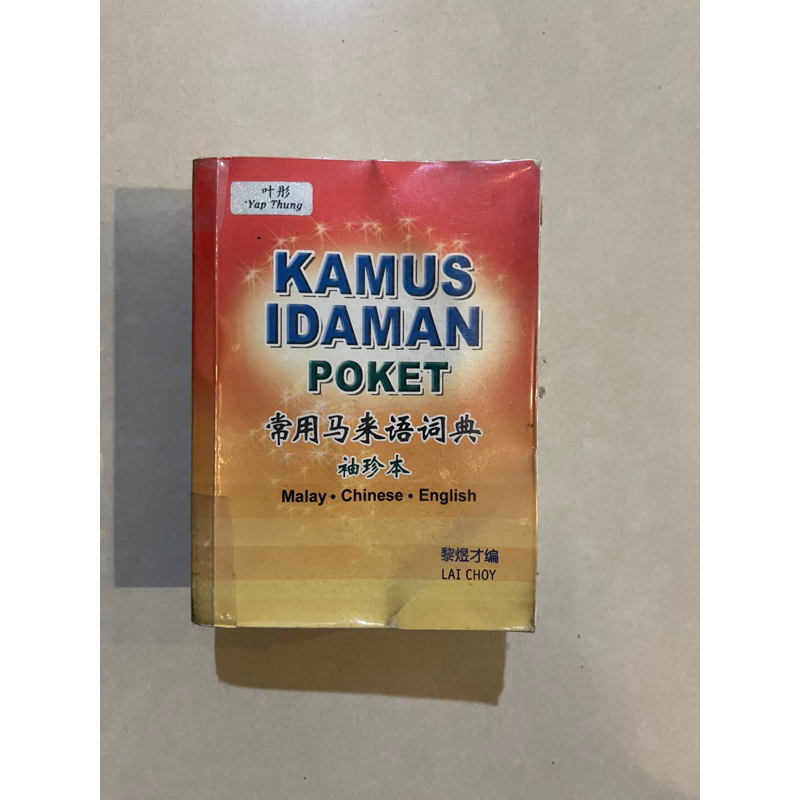 叶彤
Yap Thung
KAMUS
IDAMAN
POKET
常用马来语词典
袖珍本
Malay • Chinese • English
黎煜才编
LAI CHOY